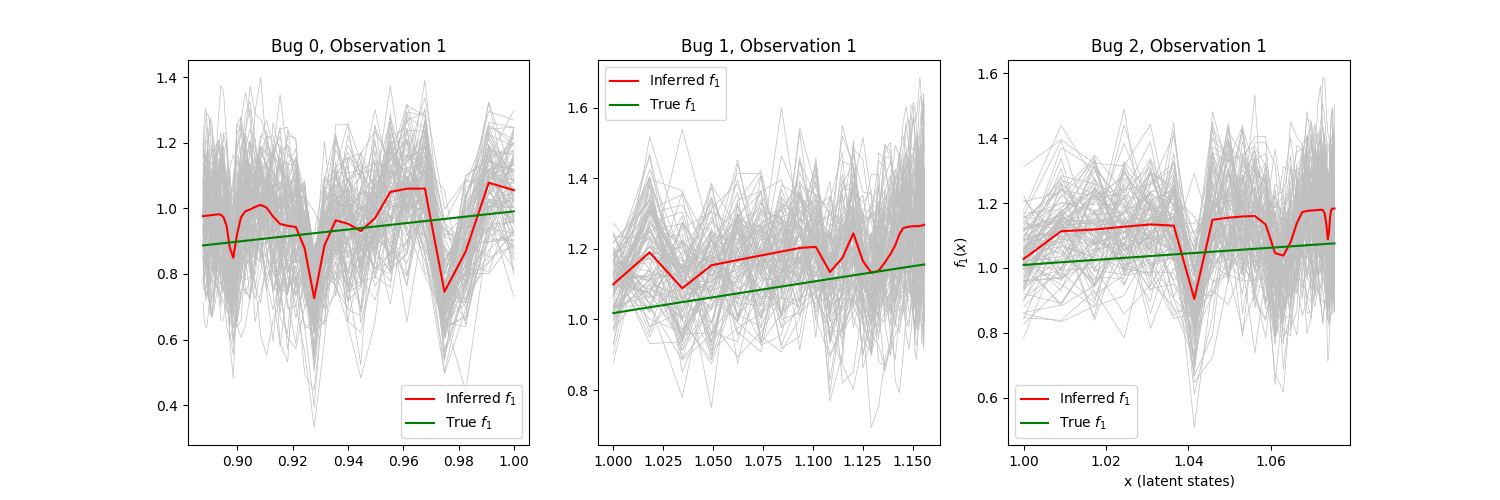 Bug 0, Observation 1
1.4
1.2
1.0
0.8
0.6
0.4
0.90 0.92 0.94 0.96 0.98 1.00
Inferred f₁
True f₁
Bug 1, Observation 1
Inferred f₁
True f₁
1.6
1.4
1.2
1.0
0.8
1.000 1.025 1.050 1.075 1.100 1.125 1.150
Bug 2, Observation 1
f₁(x)
1.6
1.4
1.2
1.0
0.8
0.6
Inferred f₁
True f₁
1.00 1.02 1.04 1.06
x (latent states)